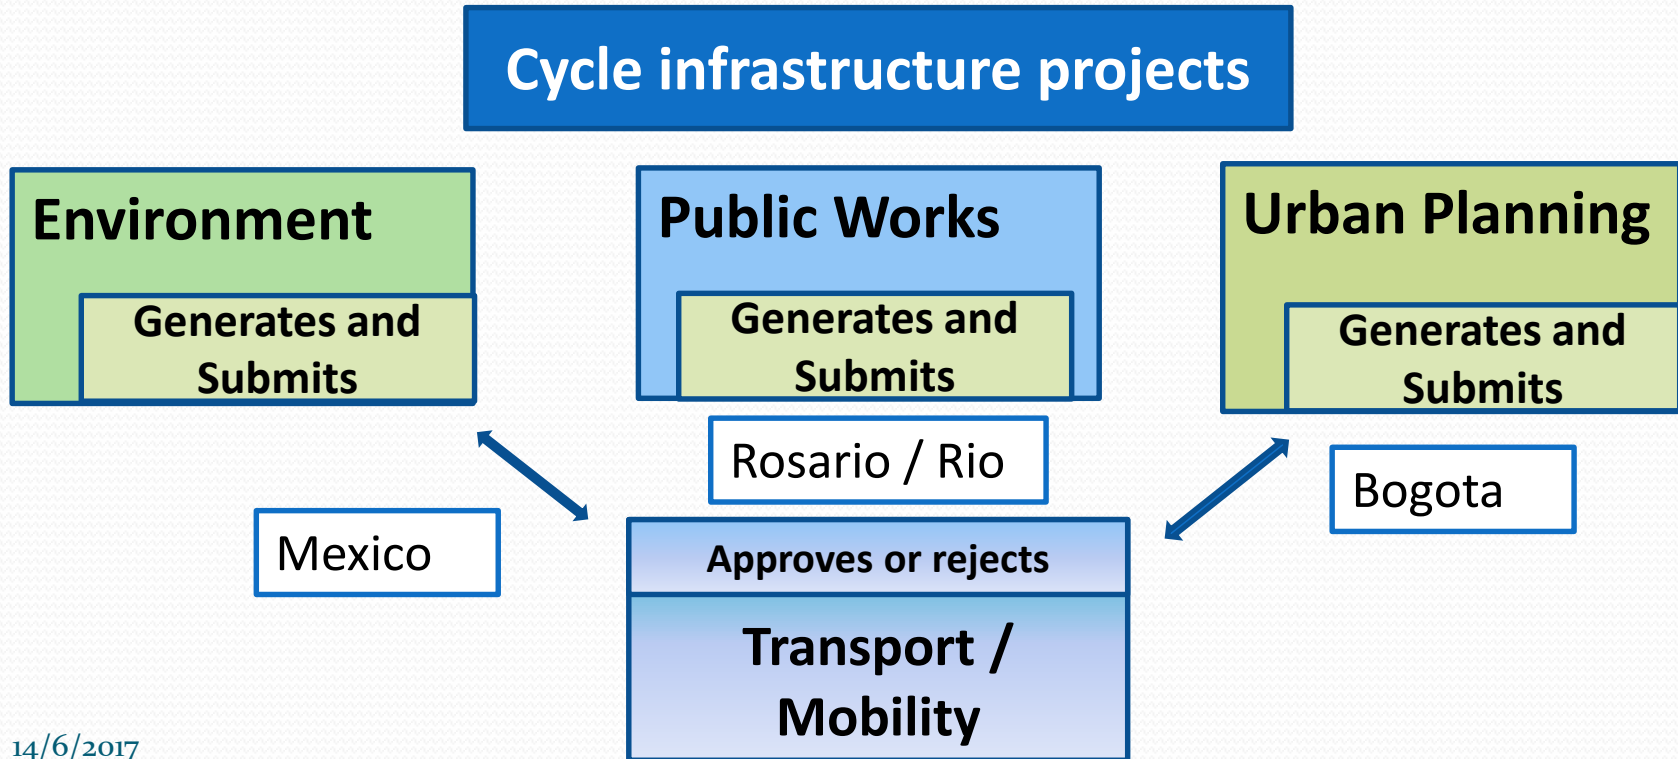 Cycle infrastructure projects
Environment
Generates and
Submits
Public Works
Generates and
Submits
Urban Planning
Generates and
Submits
Rosario / Rio
Bogota
Mexico
Approves or rejects
Transport /
Mobility
14/6/2017